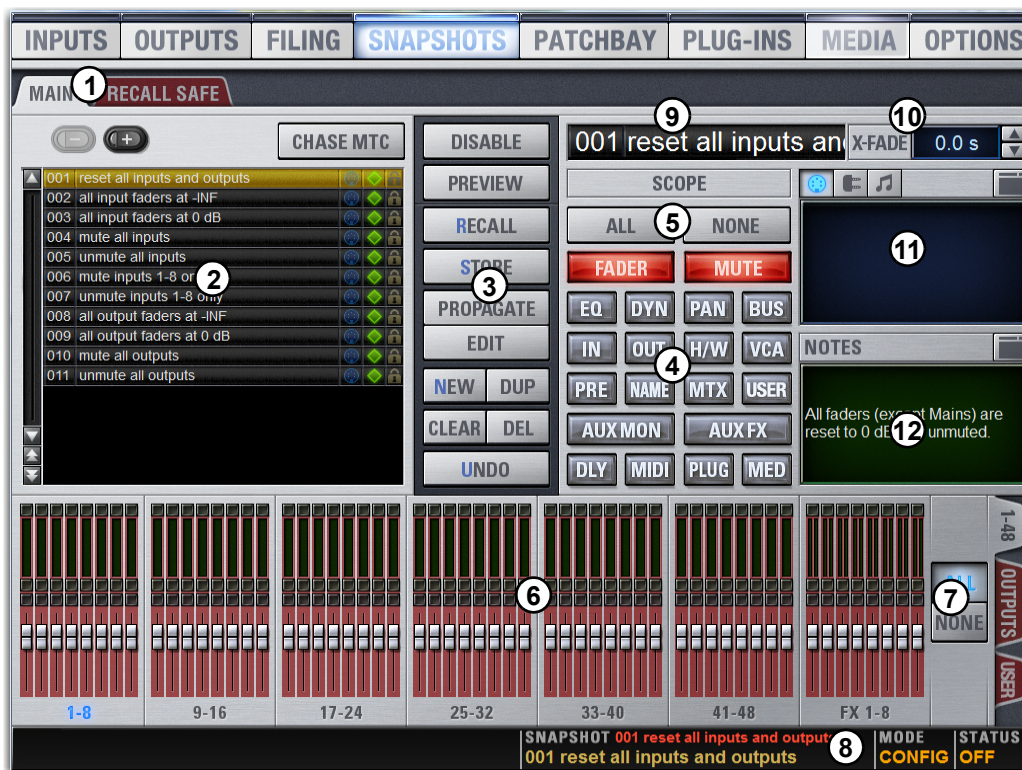 INPUTS OUTPUTS FILING SNAPSHOTS PATCHBAY PLUG-INS MEDIA OPTIONS
MAIN 1 RECALL SAFE
CHASE MTC
001 reset all inputs and outputs
002 all input faders at -INF
003 all input faders at 0 dB
004 mute all inputs
005 unmute all inputs
006 mute inputs 1-8 only
2
007 unmute inputs 1-8 only
008 all output faders at -INF
009 all output faders at 0 dB
010 mute all outputs
011 unmute all outputs
DISABLE
PREVIEW
RECALL
STORE
3
PROPAGATE
EDIT
NEW DUP
CLEAR DEL
UNDO
9
001 reset all inputs an
10
X-FADE 0.0 s
SCOPE
ALL 5 NONE
FADER MUTE
EQ DYN PAN BUS
IN OUT H/W VCA
4
PRE NAME MTX USER
AUX MON AUX FX
DLY MIDI PLUG MED
11
NOTES
All faders (except Mains) are
reset to 0 dB 12 unmuted.
6
1-8 9-16 17-24 25-32 33-40 41-48 FX 1-8
ALL
7
NONE
1-48
OUTPUTS
USER
SNAPSHOT 001 reset all inputs and outputs
8
001 reset all inputs and outputs
MODE
CONFIG
STATUS
OFF